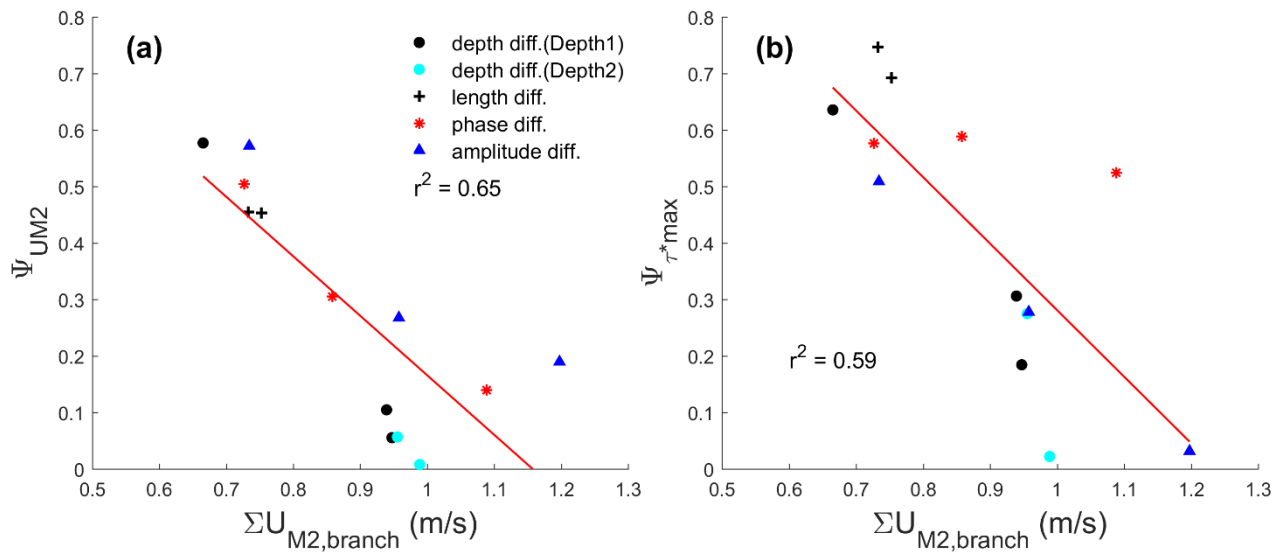 (a)
depth diff.(Depth1)
depth diff.(Depth2)
length diff.
phase diff.
amplitude diff.
r² = 0.65
0.8
0.7
0.6
0.5
0.4
0.3
0.2
0.1
0
Ψ_UM2
0.5 0.6 0.7 0.8 0.9 1 1.1 1.2 1.3
ΣU_M2,branch (m/s)
(b)
r² = 0.59
0.8
0.7
0.6
0.5
0.4
0.3
0.2
0.1
0
Ψ_τ*max
0.5 0.6 0.7 0.8 0.9 1 1.1 1.2 1.3
ΣU_M2,branch (m/s)